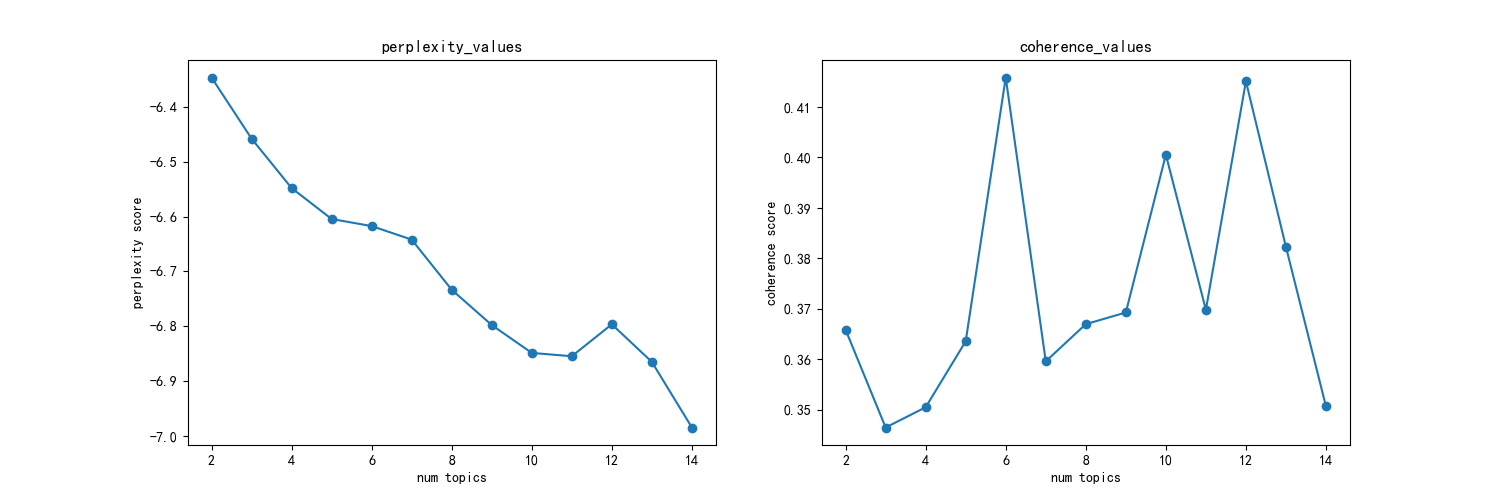 perplexity_values
perplexity score
-6.4
-6.5
-6.6
-6.7
-6.8
-6.9
-7.0
2 4 6 8 10 12 14
num topics
coherence_values
coherence score
0.41
0.40
0.39
0.38
0.37
0.36
0.35
2 4 6 8 10 12 14
num topics